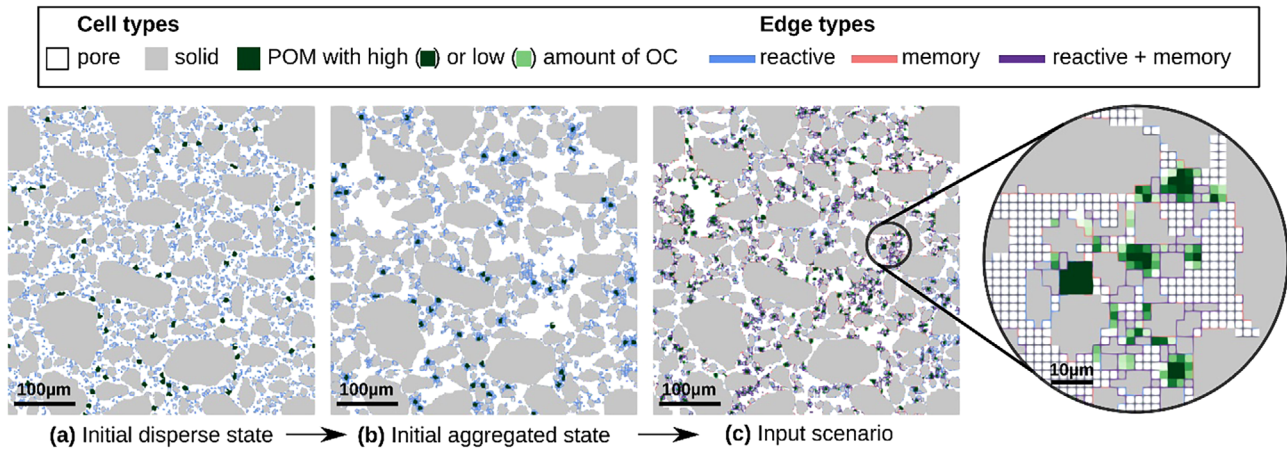 Cell types
Edge types
pore solid POM with high ( ) or low ( ) amount of OC reactive memory reactive + memory
100µm
100µm
100µm
10µm
(a) Initial disperse state
(b) Initial aggregated state
(c) Input scenario